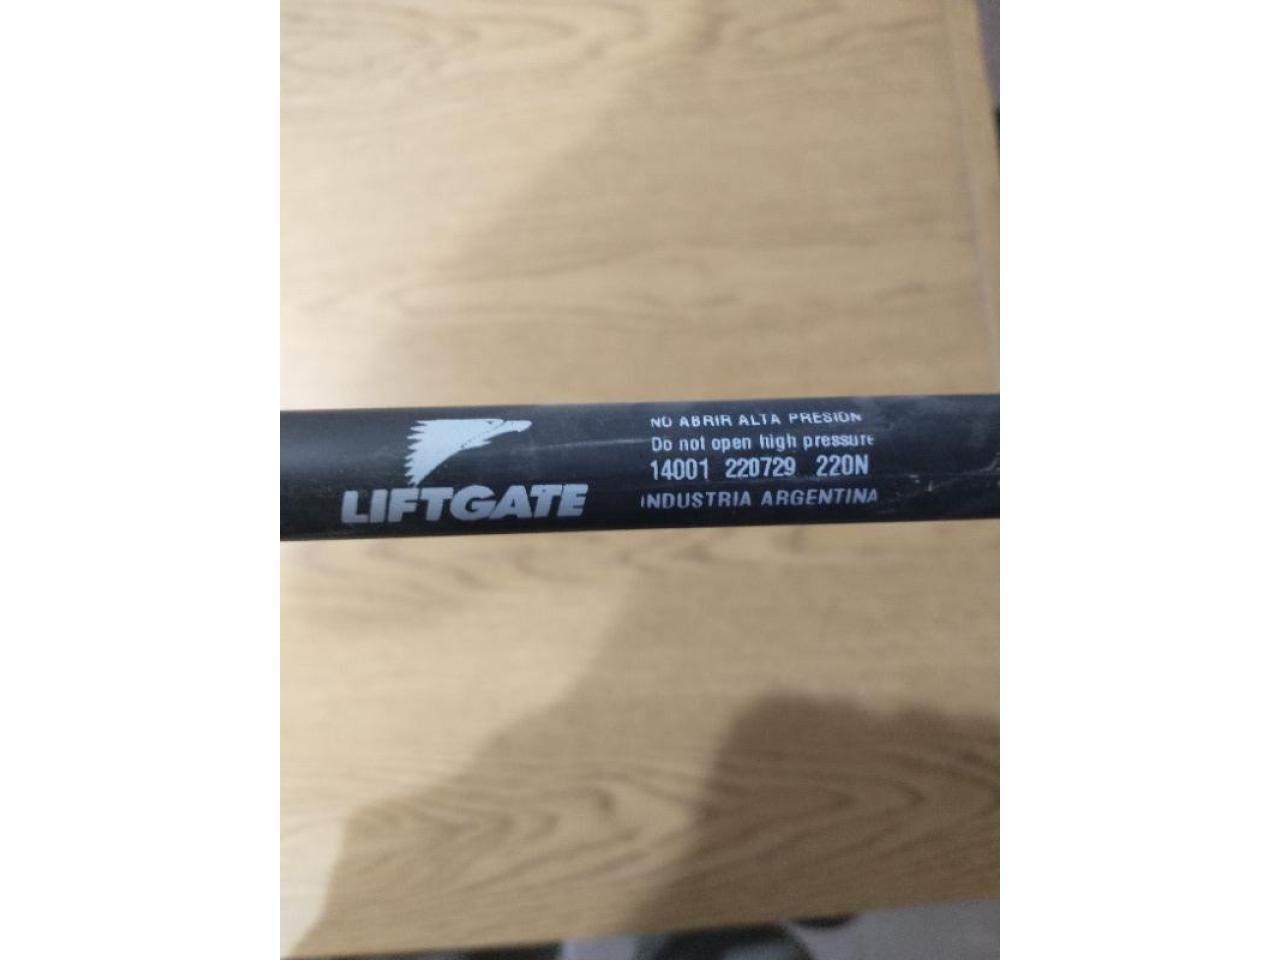 LIFTGATE
NO ABRIR ALTA PRESION
Do not open high pressure
14001 220729 220N
INDUSTRIA ARGENTINA